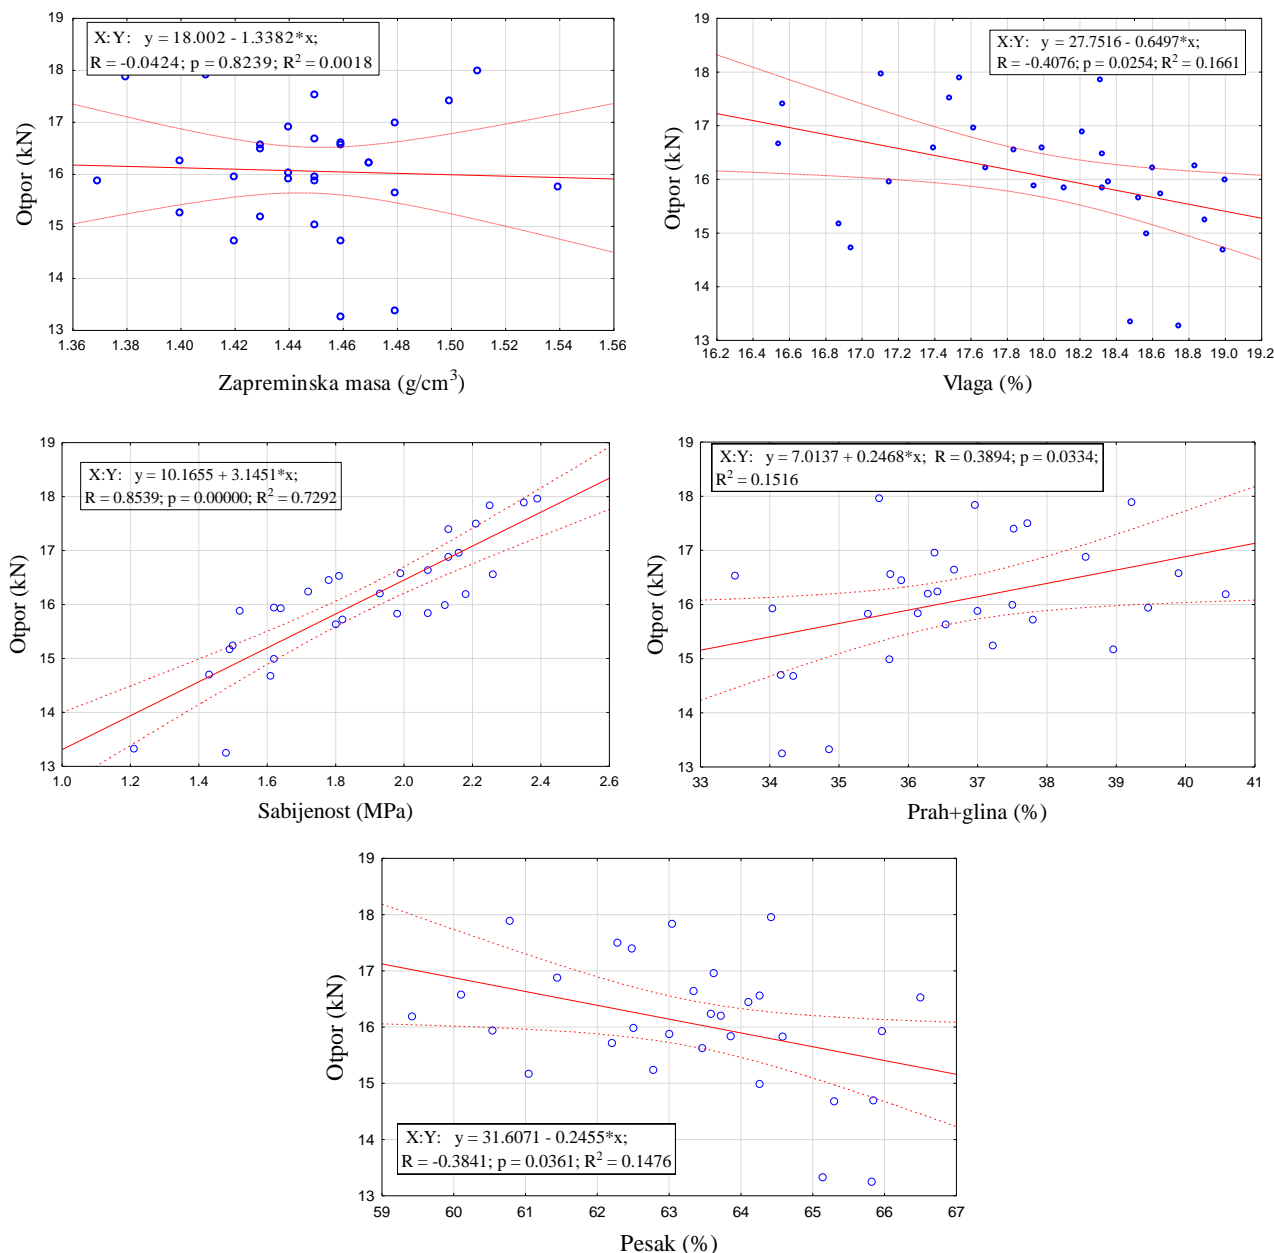 X:Y: y = 18.002 - 1.3382*x;
R = -0.0424; p = 0.8239; R² = 0.0018
19
18
17
16
15
14
13
Otpor (kN)
1.36 1.38 1.40 1.42 1.44 1.46 1.48 1.50 1.52 1.54 1.56
Zapreminska masa (g/cm³)
X:Y: y = 27.7516 - 0.6497*x;
R = -0.4076; p = 0.0254; R² = 0.1661
19
18
17
16
15
14
13
Otpor (kN)
16.2 16.4 16.6 16.8 17.0 17.2 17.4 17.6 17.8 18.0 18.2 18.4 18.6 18.8 19.0 19.2
Vlaga (%)
X:Y: y = 10.1655 + 3.1451*x;
R = 0.8539; p = 0.00000; R² = 0.7292
19
18
17
16
15
14
13
Otpor (kN)
1.0 1.2 1.4 1.6 1.8 2.0 2.2 2.4 2.6
Sabijenost (MPa)
X:Y: y = 7.0137 + 0.2468*x; R = 0.3894; p = 0.0334;
R² = 0.1516
19
18
17
16
15
14
13
Otpor (kN)
33 34 35 36 37 38 39 40 41
Prah+glina (%)
19
18
17
16
15
14
13
Otpor (kN)
X:Y: y = 31.6071 - 0.2455*x;
R = -0.3841; p = 0.0361; R² = 0.1476
59 60 61 62 63 64 65 66 67
Pesak (%)